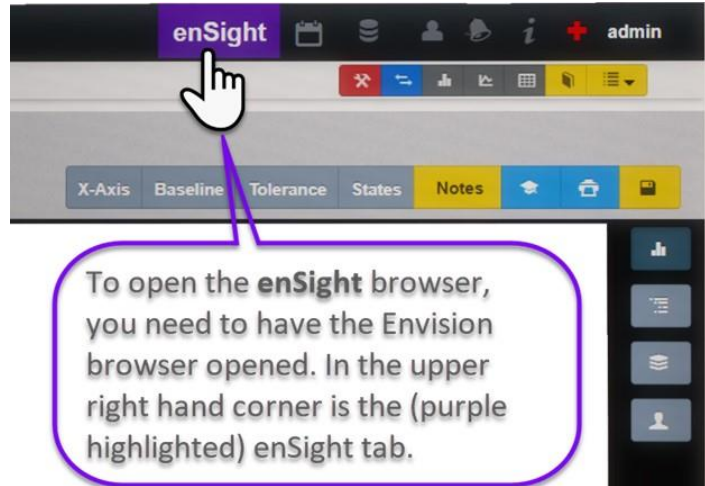 enSight admin
X-Axis Baseline Tolerance States Notes
To open the enSight browser,
you need to have the Envision
browser opened. In the upper
right hand corner is the (purple
highlighted) enSight tab.